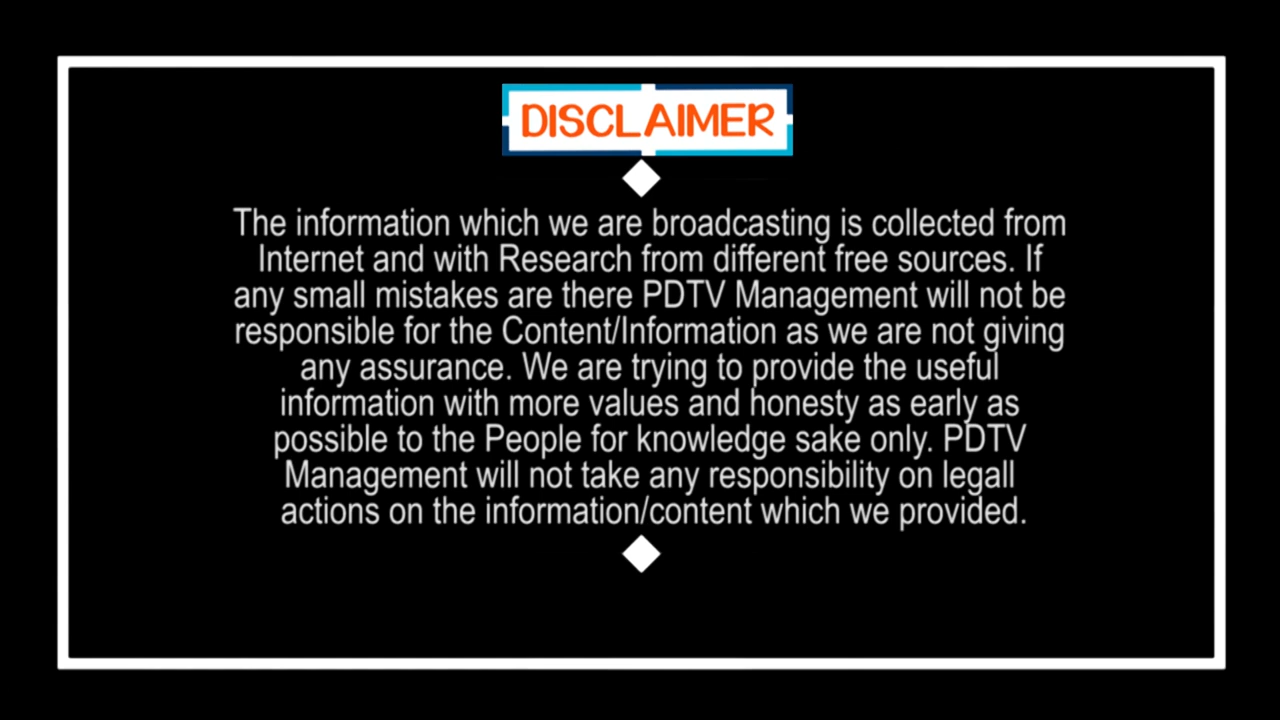 DISCLAIMER
The information which we are broadcasting is collected from
Internet and with Research from different free sources. If
any small mistakes are there PDTV Management will not be
responsible for the Content/Information as we are not giving
any assurance. We are trying to provide the useful
information with more values and honesty as early as
possible to the People for knowledge sake only. PDTV
Management will not take any responsibility on legall
actions on the information/content which we provided.